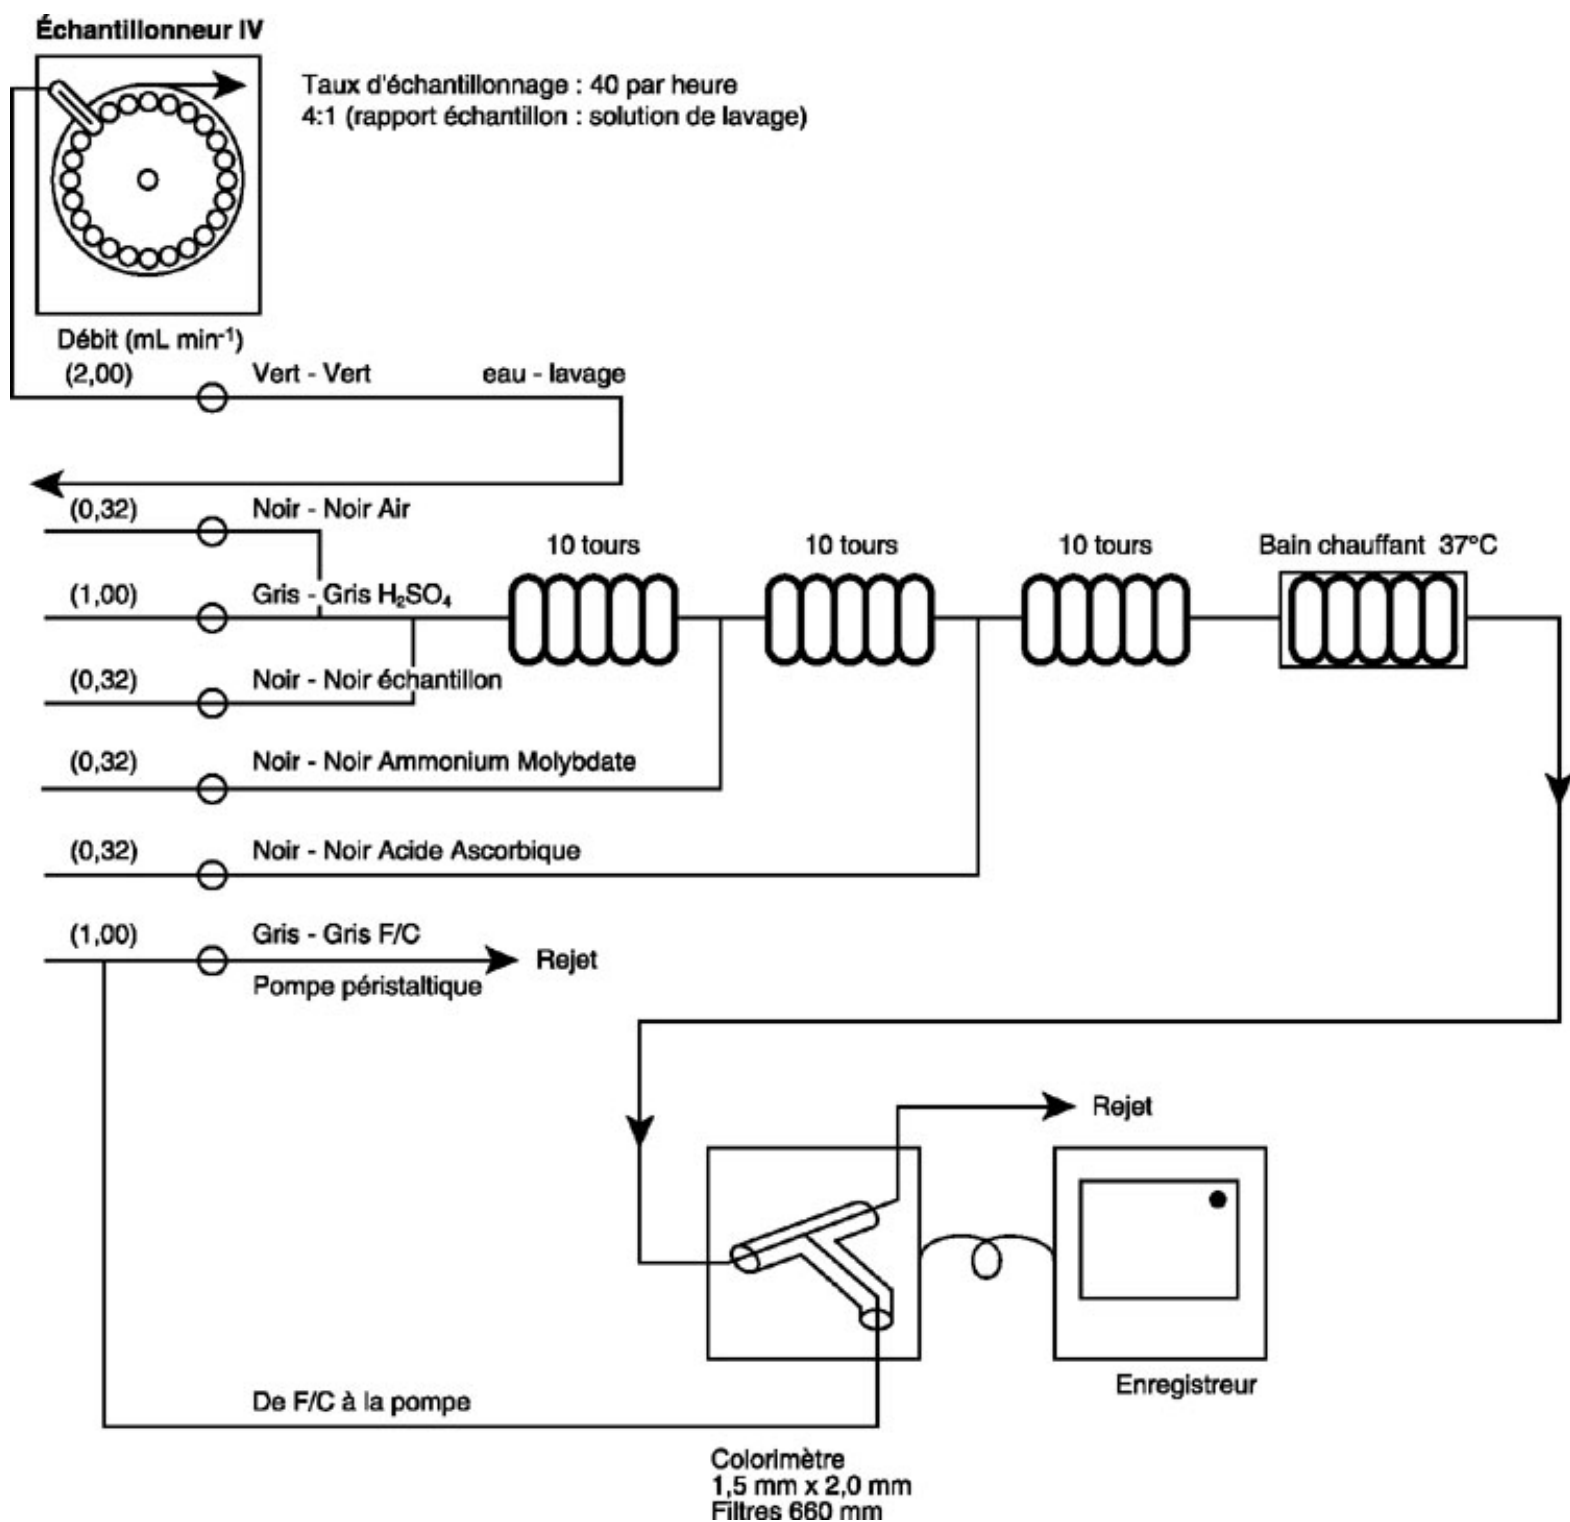 Échantillonneur IV
Taux d'échantillonnage : 40 par heure
4:1 (rapport échantillon : solution de lavage)
Débit (mL min⁻¹)
(2,00) Vert - Vert eau - lavage
(0,32) Noir - Noir Air
10 tours 10 tours 10 tours Bain chauffant 37°C
(1,00) Gris - Gris H₂SO₄
(0,32) Noir - Noir échantillon
(0,32) Noir - Noir Ammonium Molybdate
(0,32) Noir - Noir Acide Ascorbique
(1,00) Gris - Gris F/C
Rejet
Pompe péristaltique
Rejet
Enregistreur
De F/C à la pompe
Colorimètre
1,5 mm x 2,0 mm
Filtres 660 mm